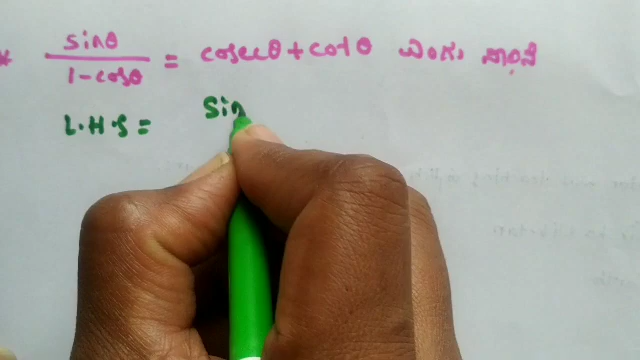 * sinθ / 1-cosθ = cosecθ + cotθ ಎಂದು ಸಾಧಿಸಿ
L.H.S = Sin